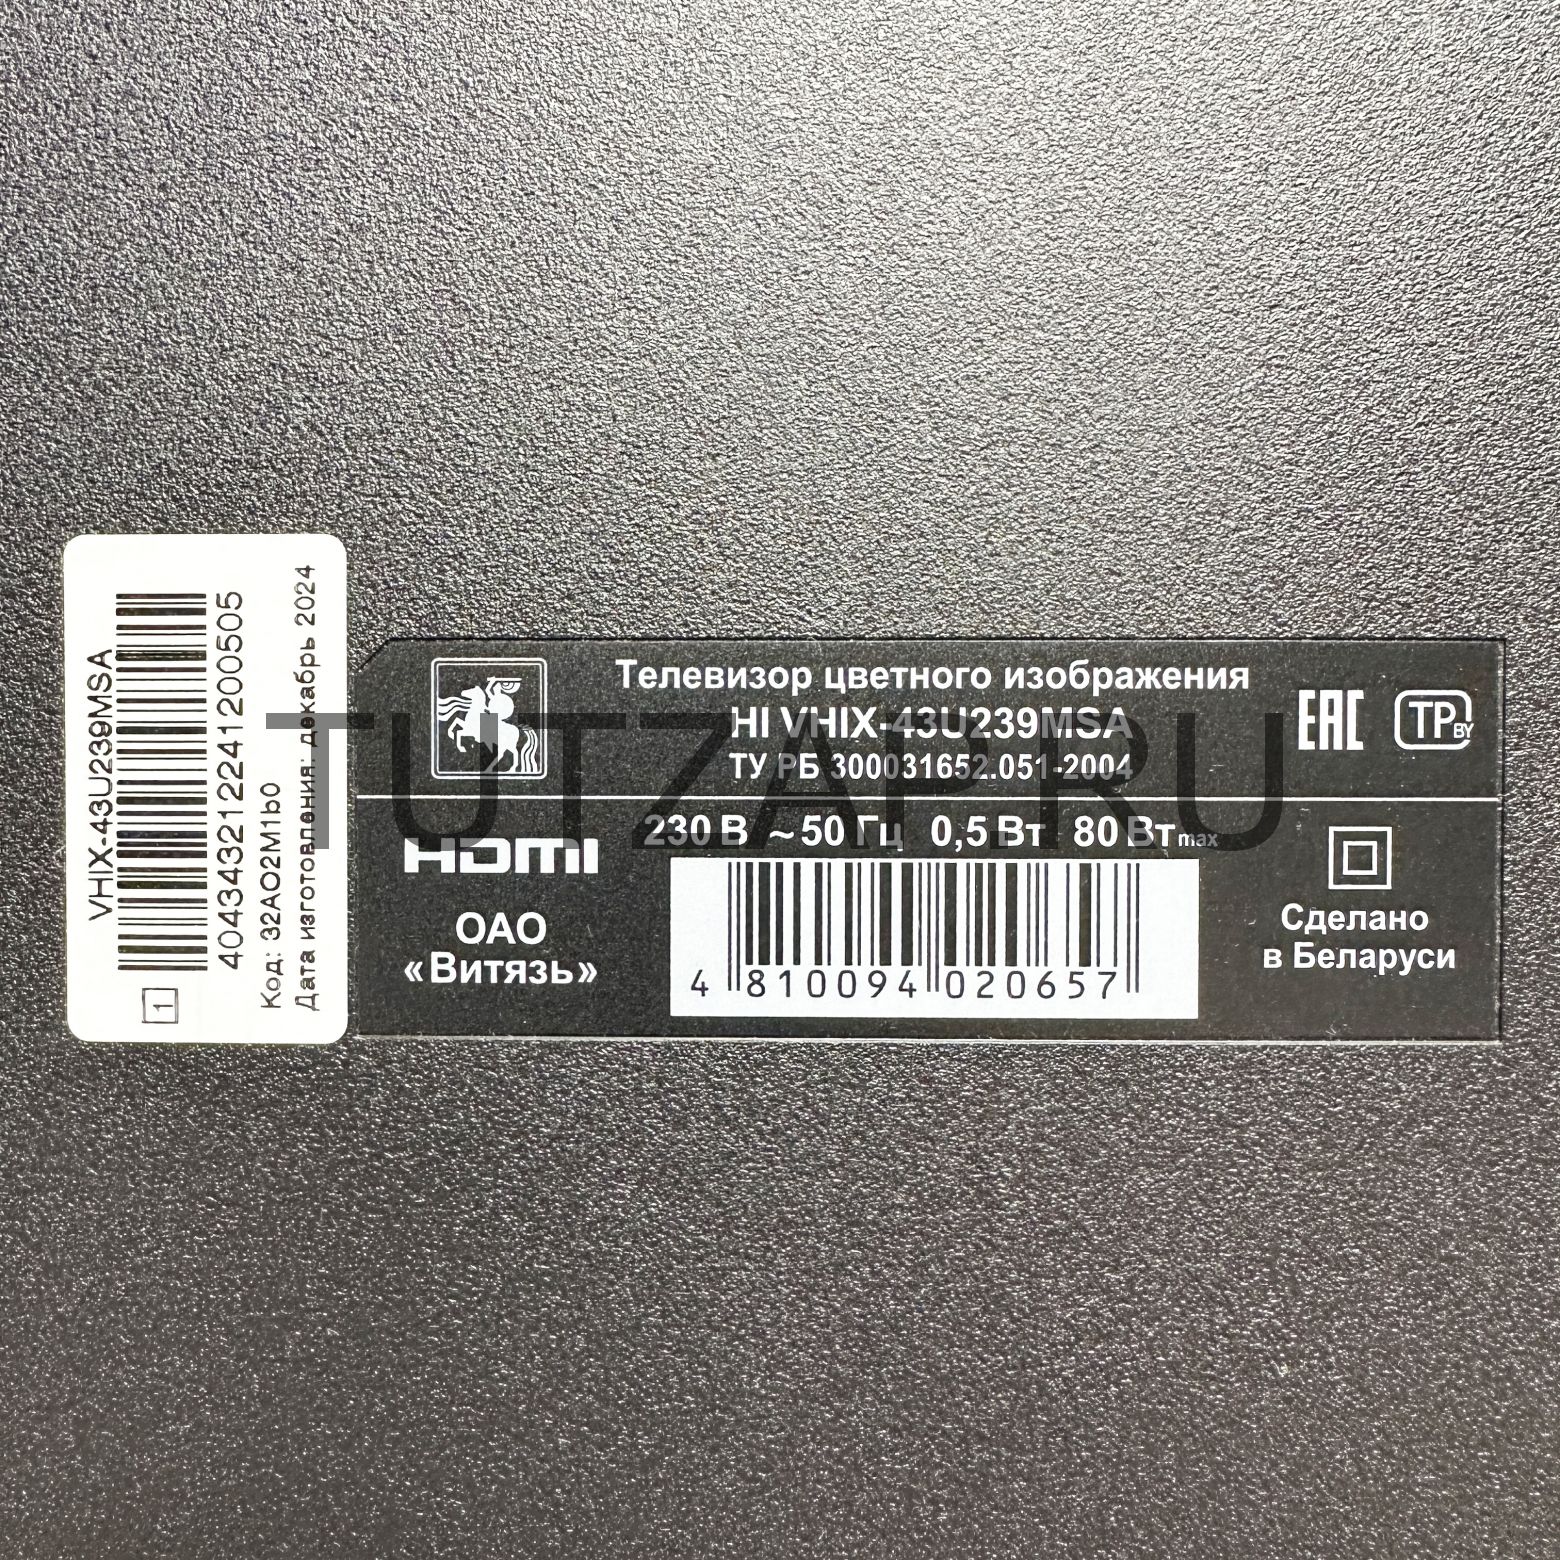 VHIX-43U239MSA
404343212241200505
Код: 32AO2M1b0
Дата изготовления: декабрь 2024
1
Телевизор цветного изображения
HI VHIX-43U239MSA
ТУ РБ 300031652.051-2004
EAC
TP BY
HDMI
230 В ~ 50 Гц 0,5 Вт 80 Вт max
ОАО
«Витязь»
4 810094 020657
Сделано
в Беларуси
TUTZAP.RU